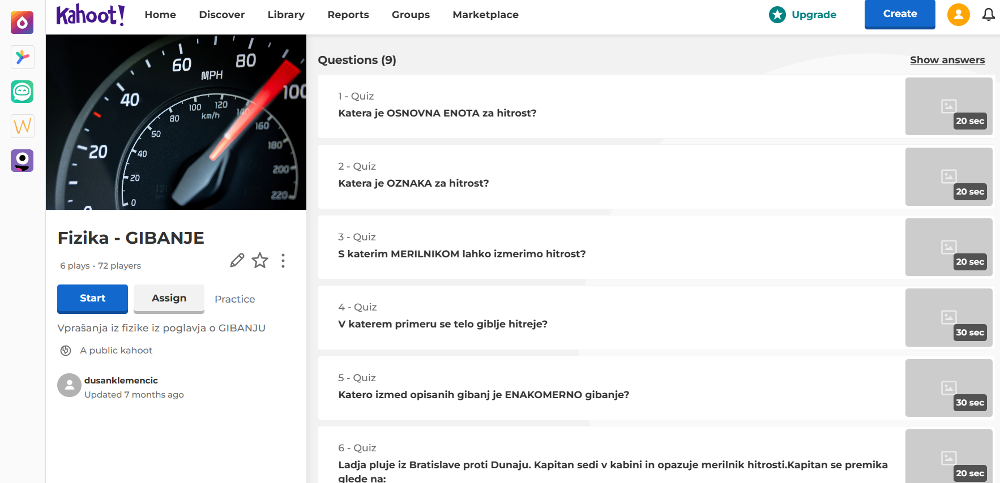 Kahoot!
Home
Discover
Library
Reports
Groups
Marketplace
Upgrade
Create
W
60
80
MPH
100
40
100
120
140
80
km/h
160
60
180
20
40
200
20
220
0
0
Fizika - GIBANJE
6 plays • 72 players
Start
Assign
Practice
Vprašanja iz fizike iz poglavja o GIBANJU
A public kahoot
dusanklemencic
Updated 7 months ago
Questions (9)
Show answers
1 - Quiz
Katera je OSNOVNA ENOTA za hitrost?
20 sec
2 - Quiz
Katera je OZNAKA za hitrost?
20 sec
3 - Quiz
S katerim MERILNIKOM lahko izmerimo hitrost?
20 sec
4 - Quiz
V katerem primeru se telo giblje hitreje?
30 sec
5 - Quiz
Katero izmed opisanih gibanj je ENAKOMERNO gibanje?
30 sec
6 - Quiz
Ladja pluje iz Bratislave proti Dunaju. Kapitan sedi v kabini in opazuje merilnik hitrosti.Kapitan se premika
glede na:
20 sec